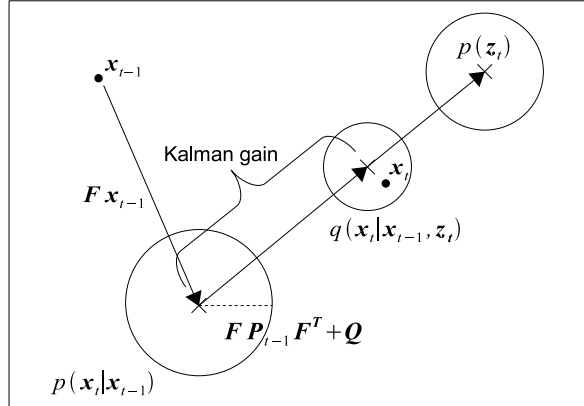 p(z_t)
x_{t-1}
Kalman gain
x_t
F x_{t-1}
q(x_t|x_{t-1}, z_t)
F P_{t-1} F^T + Q
p(x_t|x_{t-1})